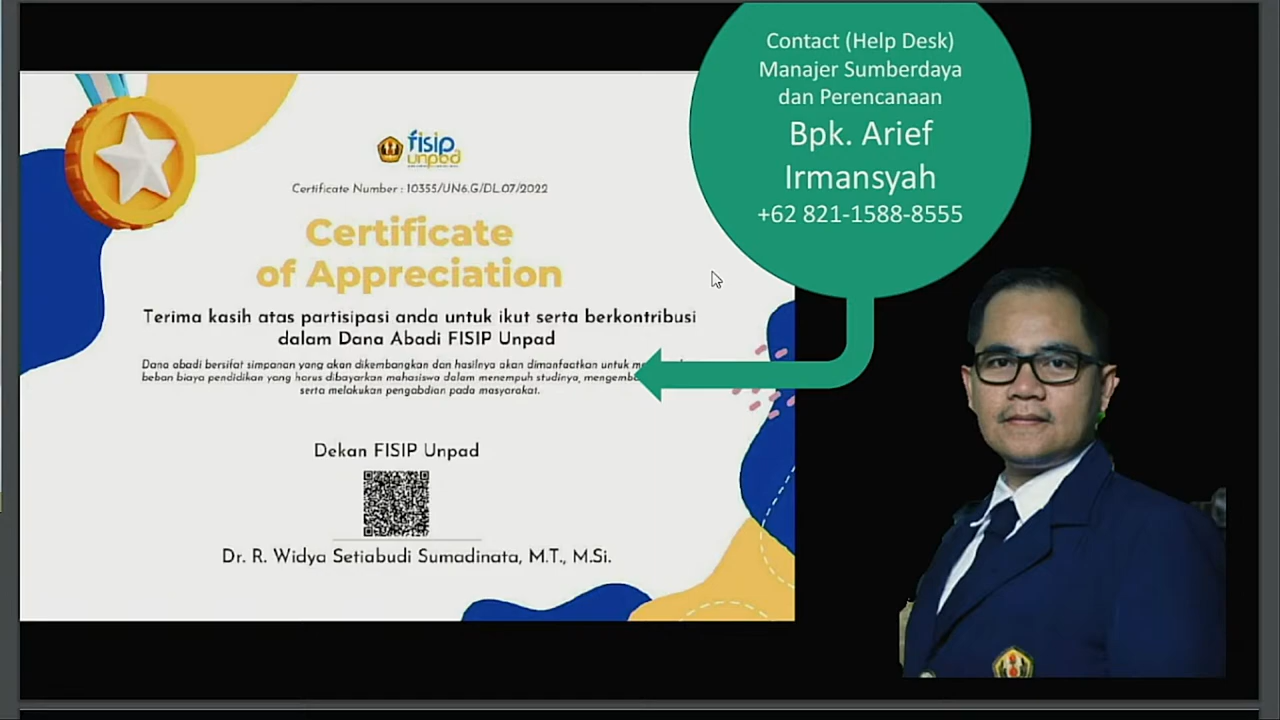 Contact (Help Desk)
Manajer Sumberdaya
dan Perencanaan
Bpk. Arief
Irmansyah
+62 821-1588-8555
fisip
unpad
Certificate Number : 10355/UN6.G/DL.07/2022
Certificate
of Appreciation
Terima kasih atas partisipasi anda untuk ikut serta berkontribusi
dalam Dana Abadi FISIP Unpad
Dana abadi bersifat simpanan yang akan dikembangkan dan hasilnya akan dimanfaatkan untuk
beban biaya pendidikan yang harus dibayarkan mahasiswa dalam menempuh studinya,
serta melakukan pengabdian pada masyarakat.
Dekan FISIP Unpad
Dr. R. Widya Setiabudi Sumadinata, M.T., M.Si.